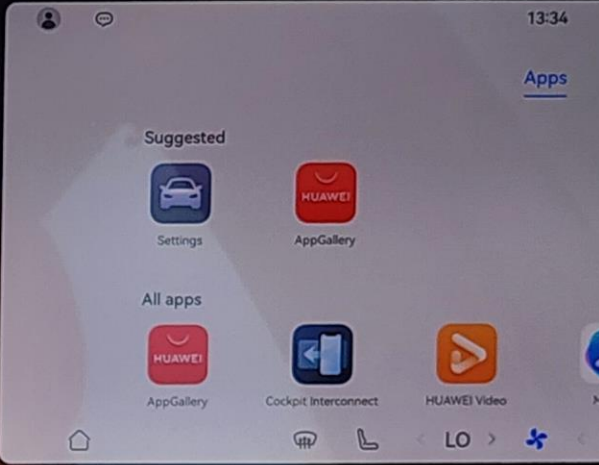 13:34
Apps
Suggested
HUAWEI
Settings
AppGallery
All apps
HUAWEI
AppGallery
Cockpit Interconnect
HUAWEI Video
LO